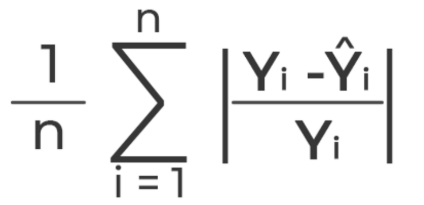 1/n n∑i=1 |Yi -Ŷi / Yi|